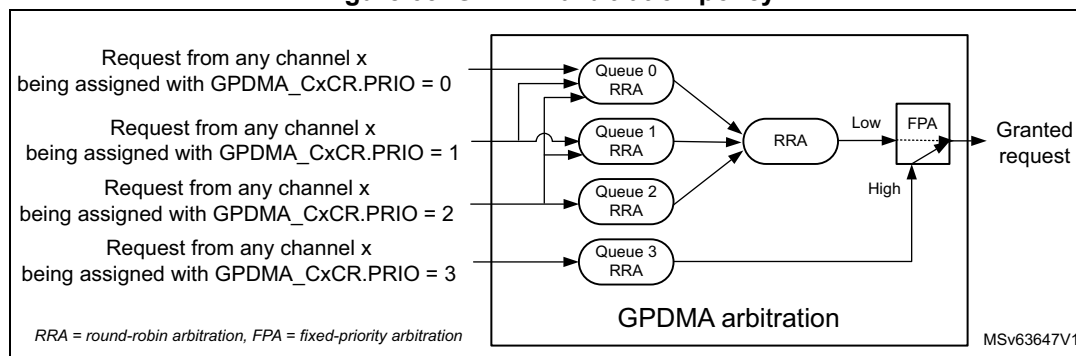 Request from any channel x
being assigned with GPDMA_CxCR.PRIO = 0
Request from any channel x
being assigned with GPDMA_CxCR.PRIO = 1
Request from any channel x
being assigned with GPDMA_CxCR.PRIO = 2
Request from any channel x
being assigned with GPDMA_CxCR.PRIO = 3
Queue 0
RRA
Queue 1
RRA
Queue 2
RRA
Queue 3
RRA
RRA
Low
FPA
High
Granted
request
GPDMA arbitration
RRA = round-robin arbitration, FPA = fixed-priority arbitration
MSv63647V1